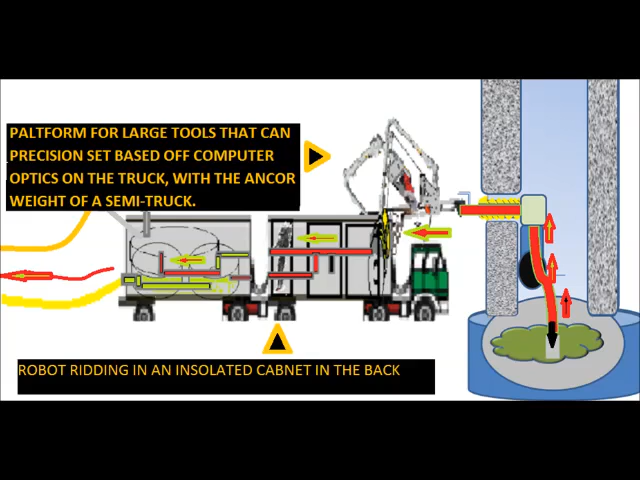 PALTFORM FOR LARGE TOOLS THAT CAN
PRECISION SET BASED OFF COMPUTER
OPTICS ON THE TRUCK, WITH THE ANCOR
WEIGHT OF A SEMI-TRUCK.
ROBOT RIDDING IN AN INSOLATED CABNET IN THE BACK